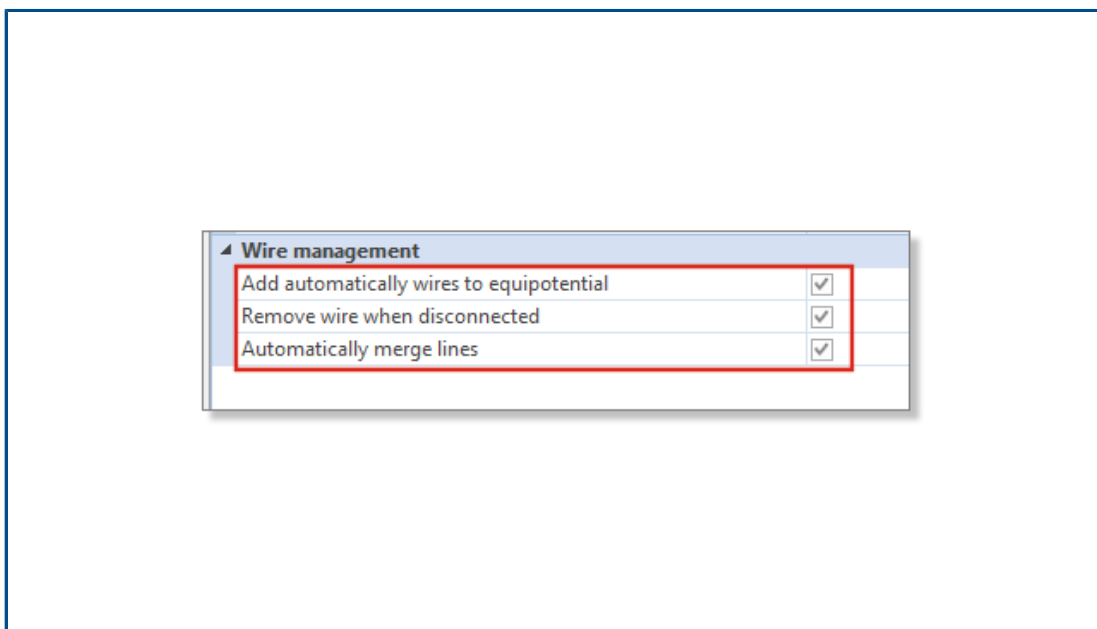 Wire management
Add automatically wires to equipotential
Remove wire when disconnected
Automatically merge lines